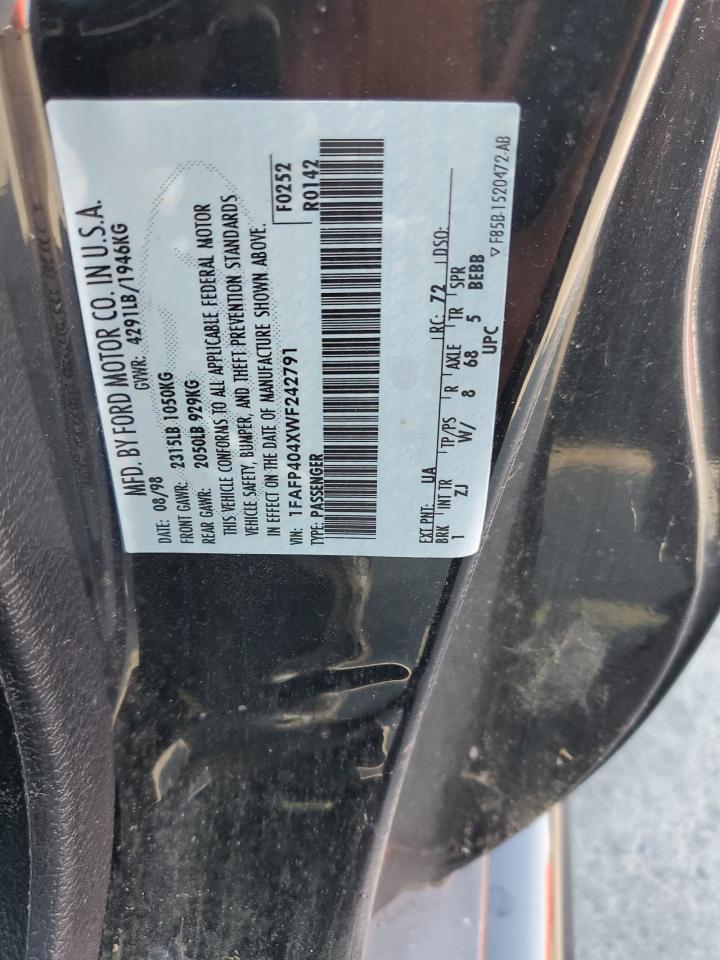 MFD. BY FORD MOTOR CO. IN U.S.A.
DATE: 08/98 GVWR: 4291LB/1946KG
FRONT GAWR: 2315LB 1050KG
REAR GAWR: 2050LB 929KG
THIS VEHICLE CONFORMS TO ALL APPLICABLE FEDERAL MOTOR
VEHICLE SAFETY, BUMPER, AND THEFT PREVENTION STANDARDS
IN EFFECT ON THE DATE OF MANUFACTURE SHOWN ABOVE.
VIN: 1FAFP404XWF242791 F0252
TYPE: PASSENGER R0142
EXT PNT: UA RC: 72 DSO:
BRK INT TR TP/PS R AXLE TR SPR
1 ZJ W/ 8 68 5 BEBB
UPC
▽ F85B-1520472-AB